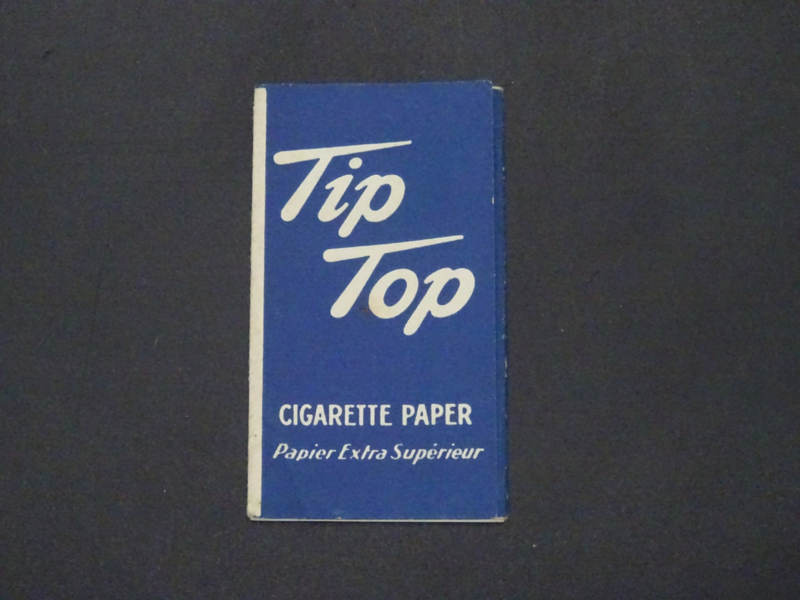 Tip
Top
CIGARETTE PAPER
Papier Extra Supérieur